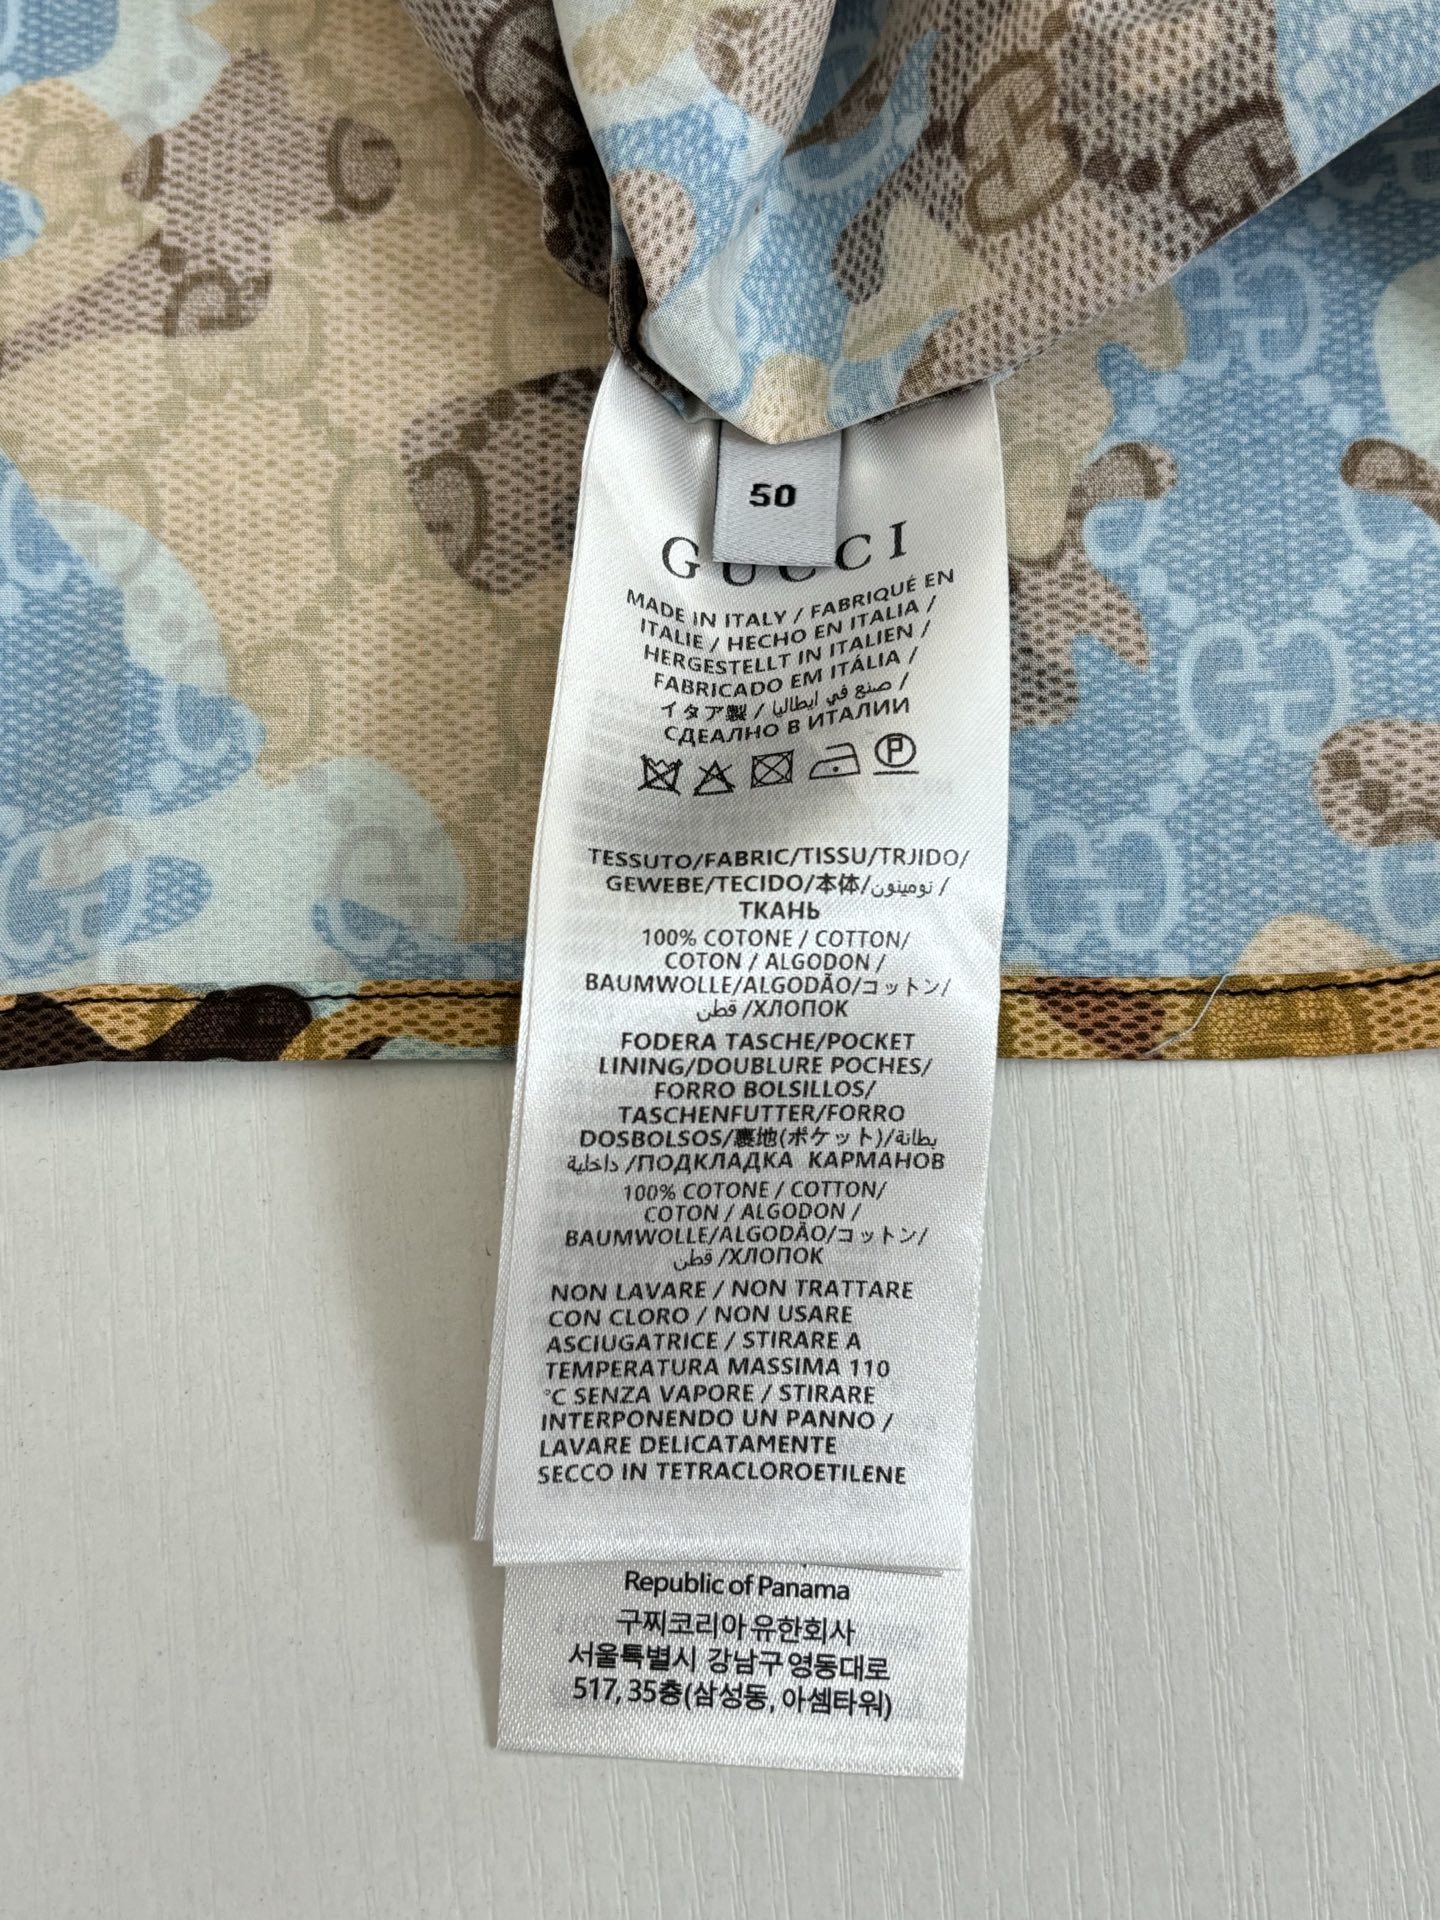 50
GUCCI
MADE IN ITALY / FABRIQUÉ EN
ITALIE / HECHO EN ITALIA /
HERGESTELLT IN ITALIEN /
FABRICADO EM ITÁLIA /
イタア製 / صنع في ايطاليا /
СДЕАЛНО В ИТАЛИИ
P
TESSUTO/FABRIC/TISSU/TRJIDO/
GEWEBE/TECIDO/本体/نومينون /
ТКАНЬ
100% COTONE / COTTON/
COTON / ALGODON /
BAUMWOLLE/ALGODÃO/コットン/
قطن /ХЛОПОК
FODERA TASCHE/POCKET
LINING/DOUBLURE POCHES/
FORRO BOLSILLOS/
TASCHENFUTTER/FORRO
DOSBOLSOS/裏地(ポケット)/بطانة
داخلية /ПОДКЛАДКА КАРМАНОВ
100% COTONE / COTTON/
COTON / ALGODON /
BAUMWOLLE/ALGODÃO/コットン/
قطن /ХЛОПОК
NON LAVARE / NON TRATTARE
CON CLORO / NON USARE
ASCIUGATRICE / STIRARE A
TEMPERATURA MASSIMA 110
°C SENZA VAPORE / STIRARE
INTERPONENDO UN PANNO /
LAVARE DELICATAMENTE
SECCO IN TETRACLOROETILENE
Republic of Panama
구찌코리아유한회사
서울특별시 강남구영동대로
517, 35층(삼성동, 아셈타워)